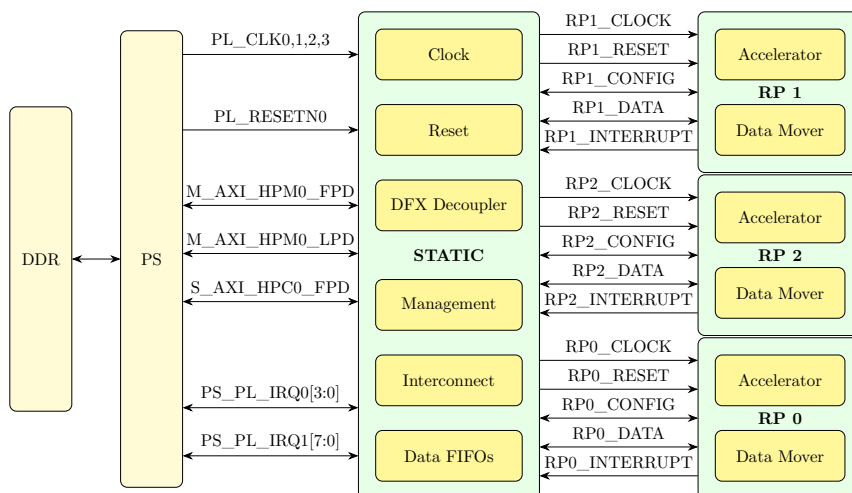 DDR
PS
PL_CLK0,1,2,3
PL_RESETN0
M_AXI_HPM0_FPD
M_AXI_HPM0_LPD
S_AXI_HPC0_FPD
PS_PL_IRQ0[3:0]
PS_PL_IRQ1[7:0]
Clock
Reset
DFX Decoupler
STATIC
Management
Interconnect
Data FIFOs
RP1_CLOCK
RP1_RESET
RP1_CONFIG
RP1_DATA
RP1_INTERRUPT
Accelerator
RP 1
Data Mover
RP2_CLOCK
RP2_RESET
RP2_CONFIG
RP2_DATA
RP2_INTERRUPT
Accelerator
RP 2
Data Mover
RP0_CLOCK
RP0_RESET
RP0_CONFIG
RP0_DATA
RP0_INTERRUPT
Accelerator
RP 0
Data Mover